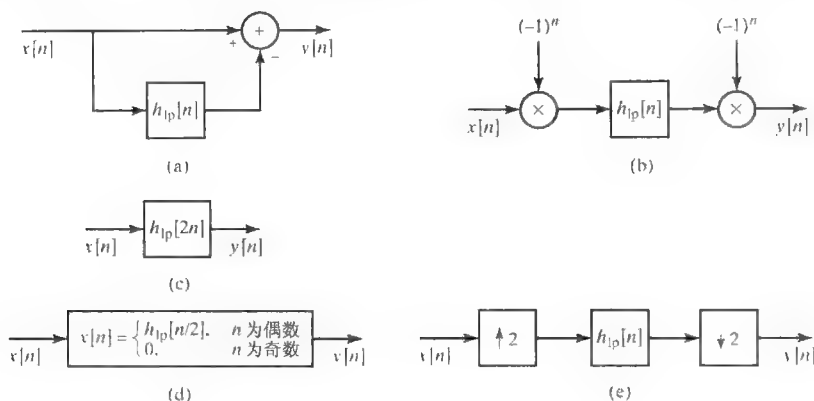 x[n]
+
+
−
y[n]
h_lp[n]
(a)
(−1)^n
(−1)^n
×
h_lp[n]
×
x[n]
y[n]
(b)
h_lp[2n]
x[n]
y[n]
(c)
x[n]
x[n] = { h_lp[n/2], n 为偶数
0, n 为奇数
y[n]
(d)
x[n]
↑2
h_lp[n]
↓2
y[n]
(e)